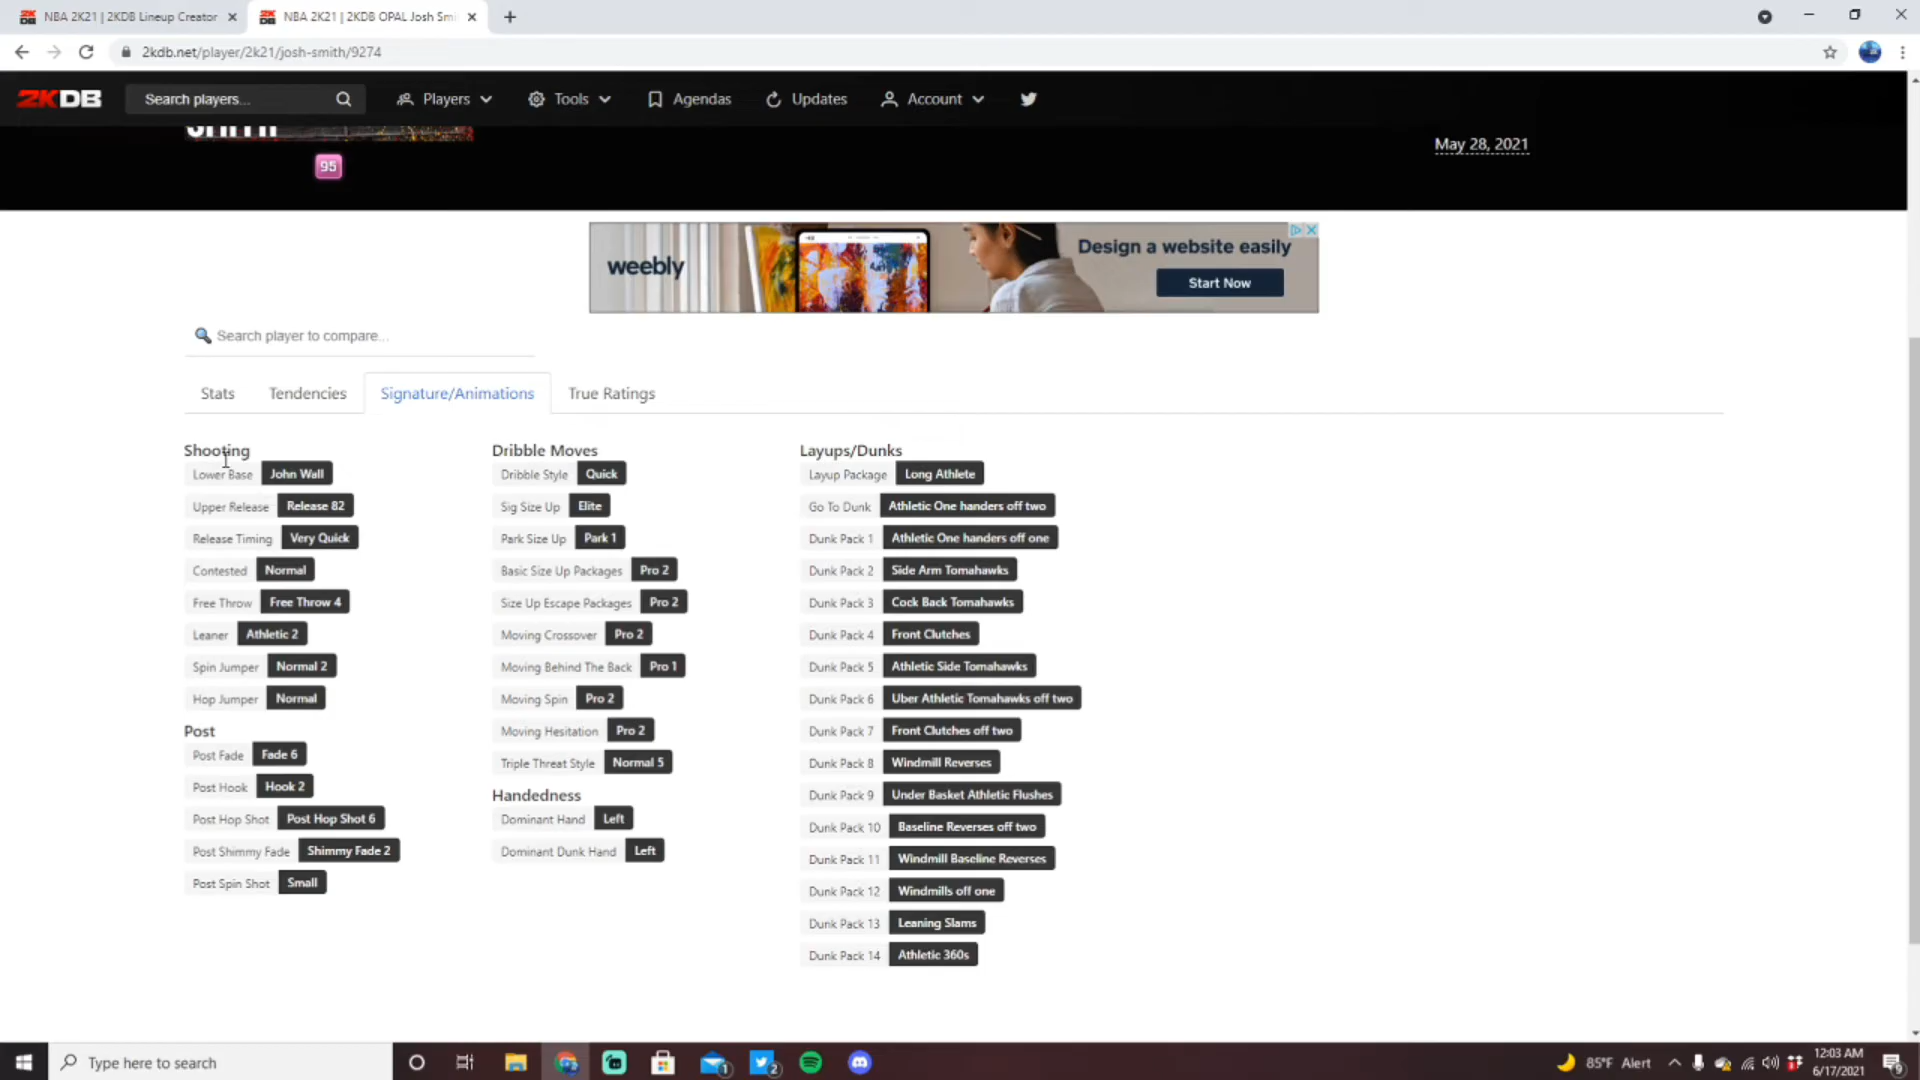 NBA 2K21 | 2KDB Lineup Creator
NBA 2K21 | 2KDB OPAL Josh Smi
2kdb.net/player/2k21/josh-smith/9274
2KDB
Search players...
Players
Tools
Agendas
Updates
Account
SMITH
95
May 28, 2021
weebly
Design a website easily
Start Now
Search player to compare...
Stats
Tendencies
Signature/Animations
True Ratings
Shooting
Lower Base John Wall
Upper Release Release 82
Release Timing Very Quick
Contested Normal
Free Throw Free Throw 4
Leaner Athletic 2
Spin Jumper Normal 2
Hop Jumper Normal
Post
Post Fade Fade 6
Post Hook Hook 2
Post Hop Shot Post Hop Shot 6
Post Shimmy Fade Shimmy Fade 2
Post Spin Shot Small
Dribble Moves
Dribble Style Quick
Sig Size Up Elite
Park Size Up Park 1
Basic Size Up Packages Pro 2
Size Up Escape Packages Pro 2
Moving Crossover Pro 2
Moving Behind The Back Pro 1
Moving Spin Pro 2
Moving Hesitation Pro 2
Triple Threat Style Normal 5
Handedness
Dominant Hand Left
Dominant Dunk Hand Left
Layups/Dunks
Layup Package Long Athlete
Go To Dunk Athletic One handers off two
Dunk Pack 1 Athletic One handers off one
Dunk Pack 2 Side Arm Tomahawks
Dunk Pack 3 Cock Back Tomahawks
Dunk Pack 4 Front Clutches
Dunk Pack 5 Athletic Side Tomahawks
Dunk Pack 6 Uber Athletic Tomahawks off two
Dunk Pack 7 Front Clutches off two
Dunk Pack 8 Windmill Reverses
Dunk Pack 9 Under Basket Athletic Flushes
Dunk Pack 10 Baseline Reverses off two
Dunk Pack 11 Windmill Baseline Reverses
Dunk Pack 12 Windmills off one
Dunk Pack 13 Leaning Slams
Dunk Pack 14 Athletic 360s
Type here to search
1
2
85°F Alert
12:03 AM
6/17/2021